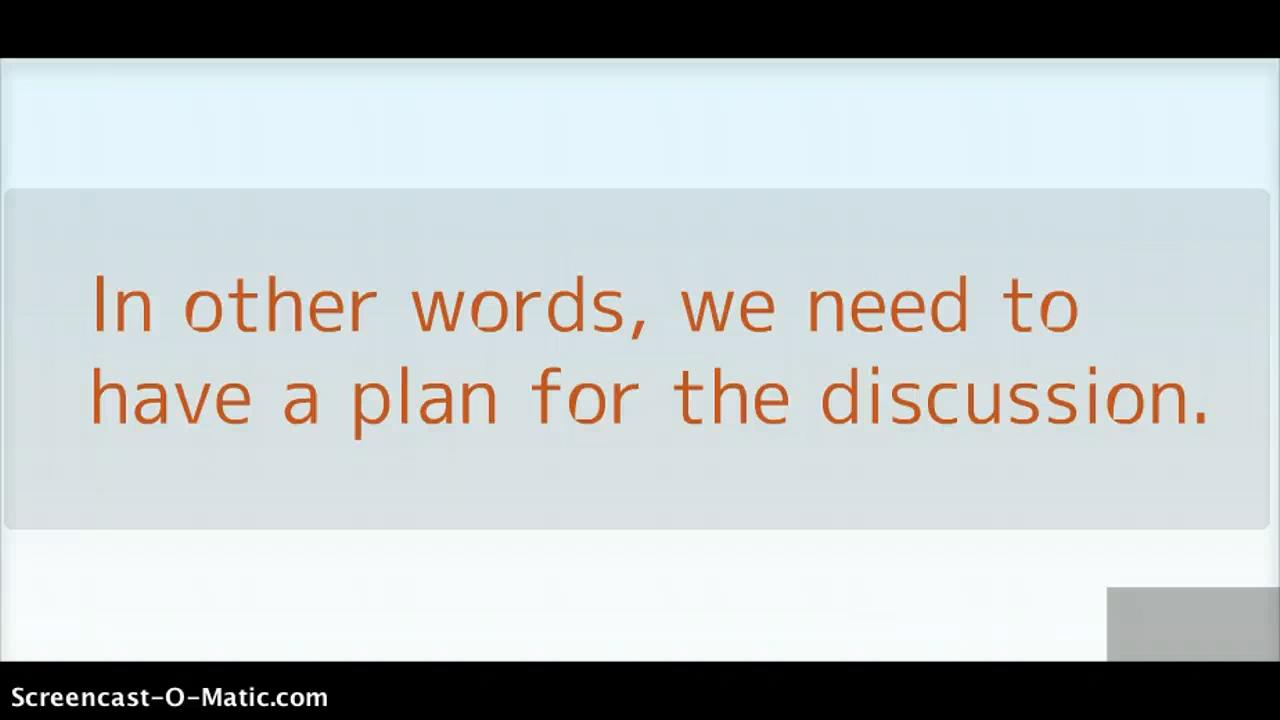 In other words, we need to
have a plan for the discussion.
Screencast-O-Matic.com